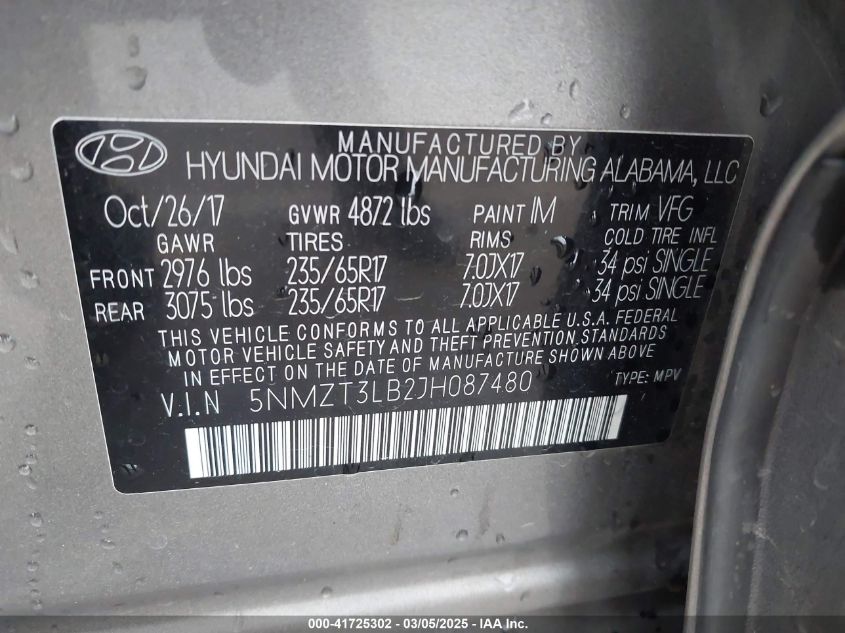 MANUFACTURED BY
HYUNDAI MOTOR MANUFACTURING ALABAMA, LLC
Oct/26/17 GVWR 4872 lbs PAINT IM TRIM VFG
GAWR TIRES RIMS COLD TIRE INFL
FRONT 2976 lbs 235/65R17 7.0JX17 34 psi SINGLE
REAR 3075 lbs 235/65R17 7.0JX17 34 psi SINGLE
THIS VEHICLE CONFORMS TO ALL APPLICABLE U.S.A. FEDERAL
MOTOR VEHICLE SAFETY AND THEFT PREVENTION STANDARDS
IN EFFECT ON THE DATE OF MANUFACTURE SHOWN ABOVE
V.I.N 5NMZT3LB2JH087480 TYPE: MPV
000-41725302 - 03/05/2025 - IAA Inc.